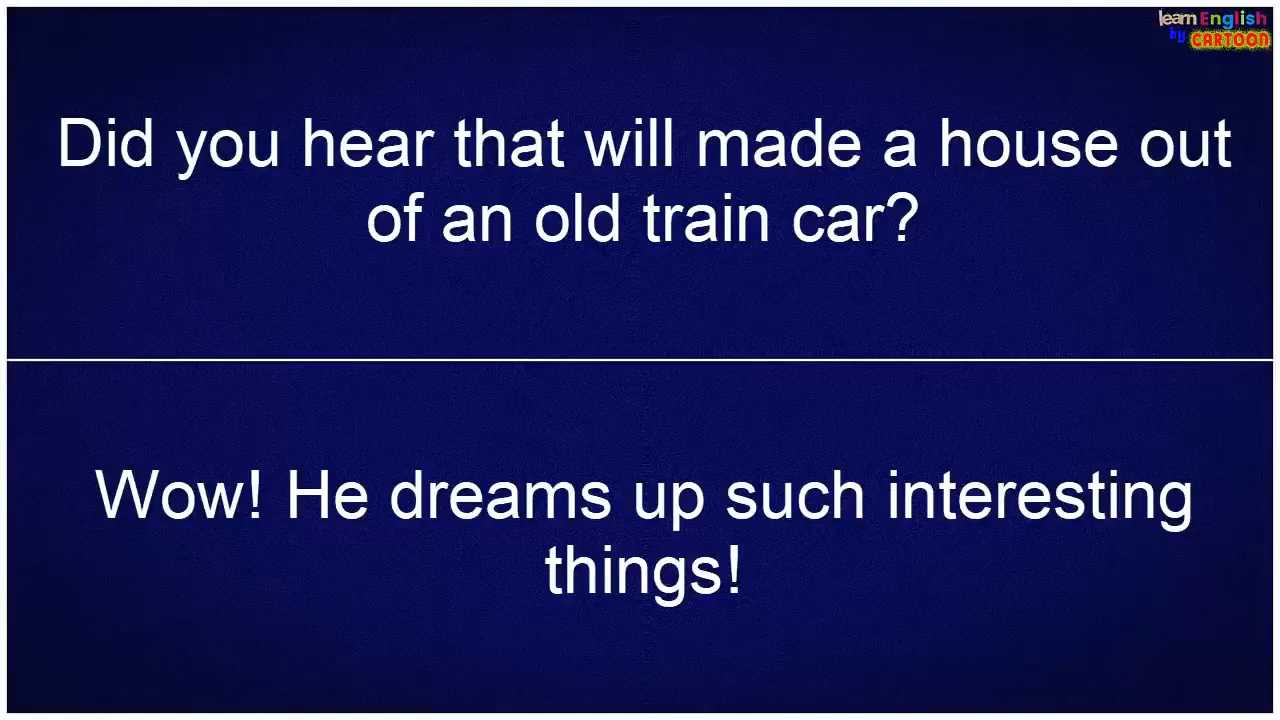 learn English
by CARTOON
Did you hear that will made a house out
of an old train car?
Wow! He dreams up such interesting
things!